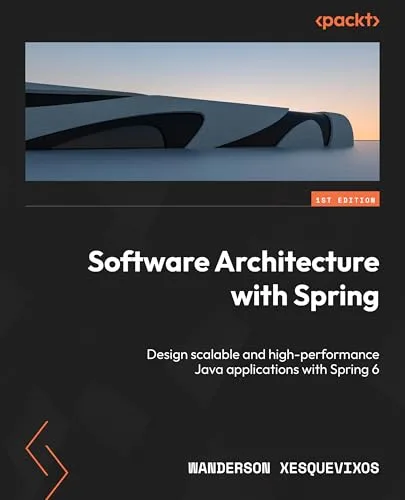 <packt>
1ST EDITION
Software Architecture
with Spring
Design scalable and high-performance
Java applications with Spring 6
WANDERSON XESQUEVIXOS